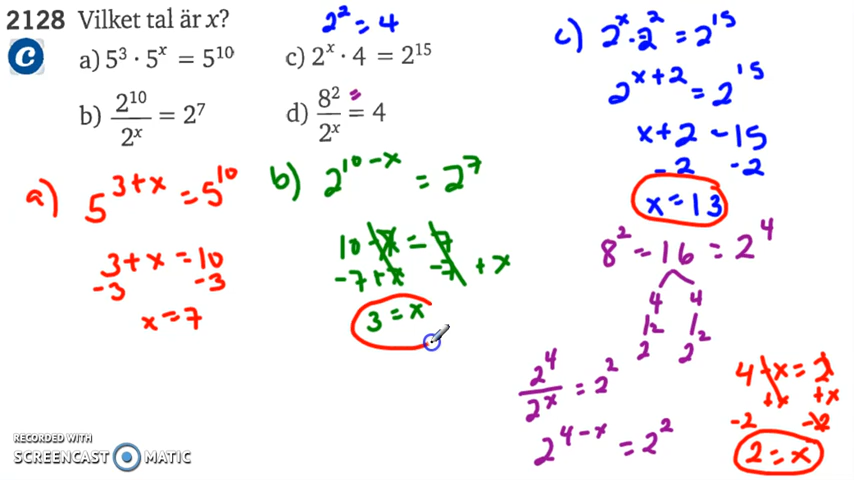 2128 Vilket tal är x?
C
a) 5³ · 5ˣ = 5¹⁰
b) 2¹⁰/2ˣ = 2⁷
2² = 4
c) 2ˣ · 4 = 2¹⁵
d) 8²/2ˣ = 4
=
a) 5³⁺ˣ = 5¹⁰
3+x = 10
-3 -3
x = 7
b) 2¹⁰⁻ˣ = 2⁷
10 - x = 7
-7 + x -7 + x
3 = x
c) 2ˣ · 2² = 2¹⁵
2ˣ⁺² = 2¹⁵
x + 2 - 15
-2 -2
x = 13
8² - 16 = 2⁴
4 4
2 2
2 2
2⁴/2ˣ = 2²
2⁴⁻ˣ = 2²
4 - x = 2
+x +x
-2 -2
2 = x
RECORDED WITH
SCREENCAST MATIC